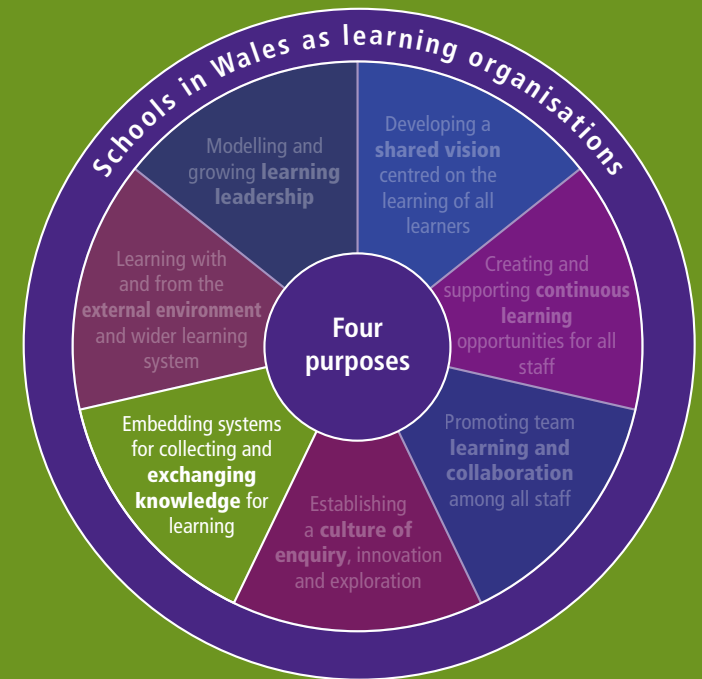 Schools in Wales as learning organisations
Developing a
shared vision
centred on the
learning of all
learners
Creating and
supporting continuous
learning
opportunities for all
staff
Promoting team
learning and
collaboration
among all staff
Establishing
a culture of
enquiry, innovation
and exploration
Embedding systems
for collecting and
exchanging
knowledge for
learning
Learning with
and from the
external environment
and wider learning
system
Modelling and
growing learning
leadership
Four
purposes